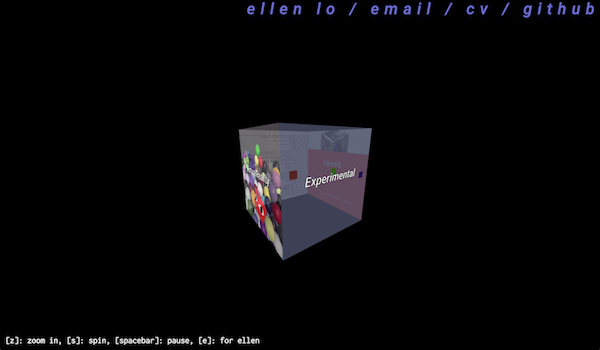 ellen lo / email / cv / github
Experimental
[z]: zoom in, [s]: spin, [spacebar]: pause, [e]: for ellen